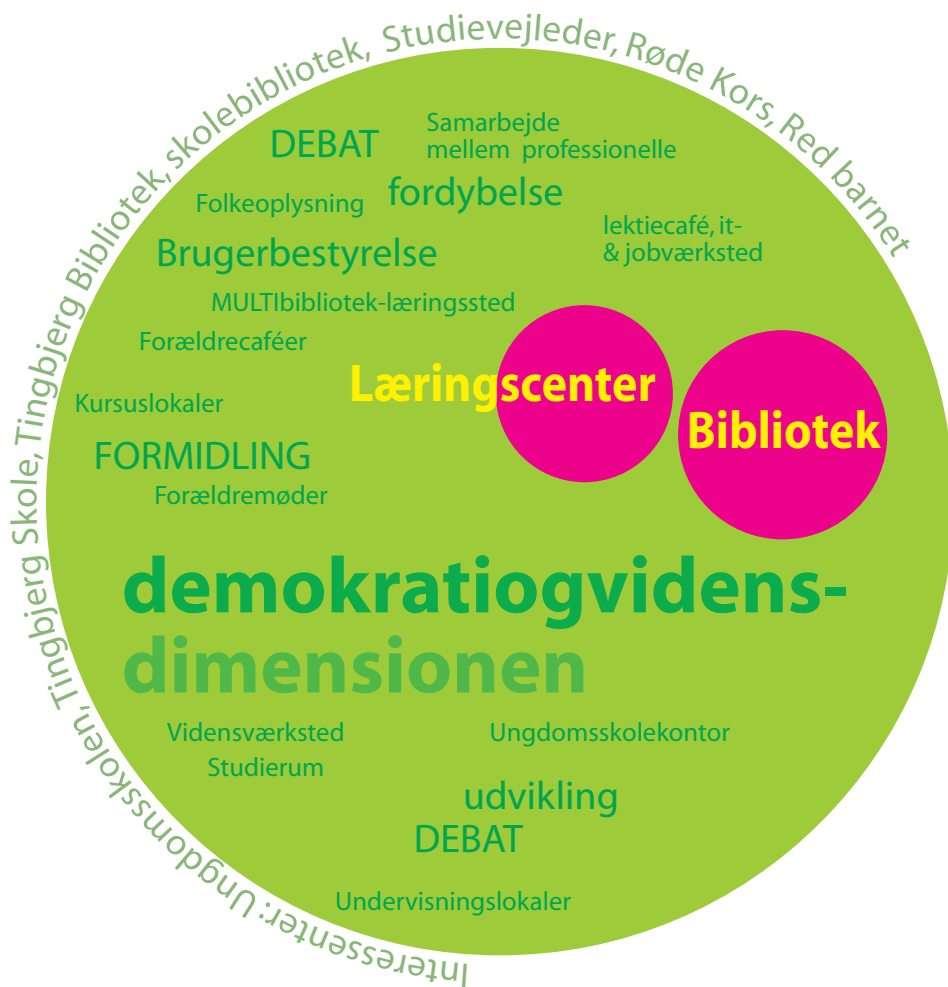 Interessenter: Ungdomsskolen, Tingbjerg Skole, Tingbjerg Bibliotek, skolebibliotek, Studievejleder, Røde Kors, Red barnet
DEBAT
Samarbejde
mellem professionelle
Folkeoplysning
fordybelse
lektiecafé, it-
& jobværksted
Brugerbestyrelse
MULTIbibliotek-læringssted
Forældrecaféer
Læringscenter
Kursuslokaler
Bibliotek
FORMIDLING
Forældremøder
demokratiogvidens-
dimensionen
Vidensværksted
Ungdomsskolekontor
Studierum
udvikling
DEBAT
Undervisningslokaler